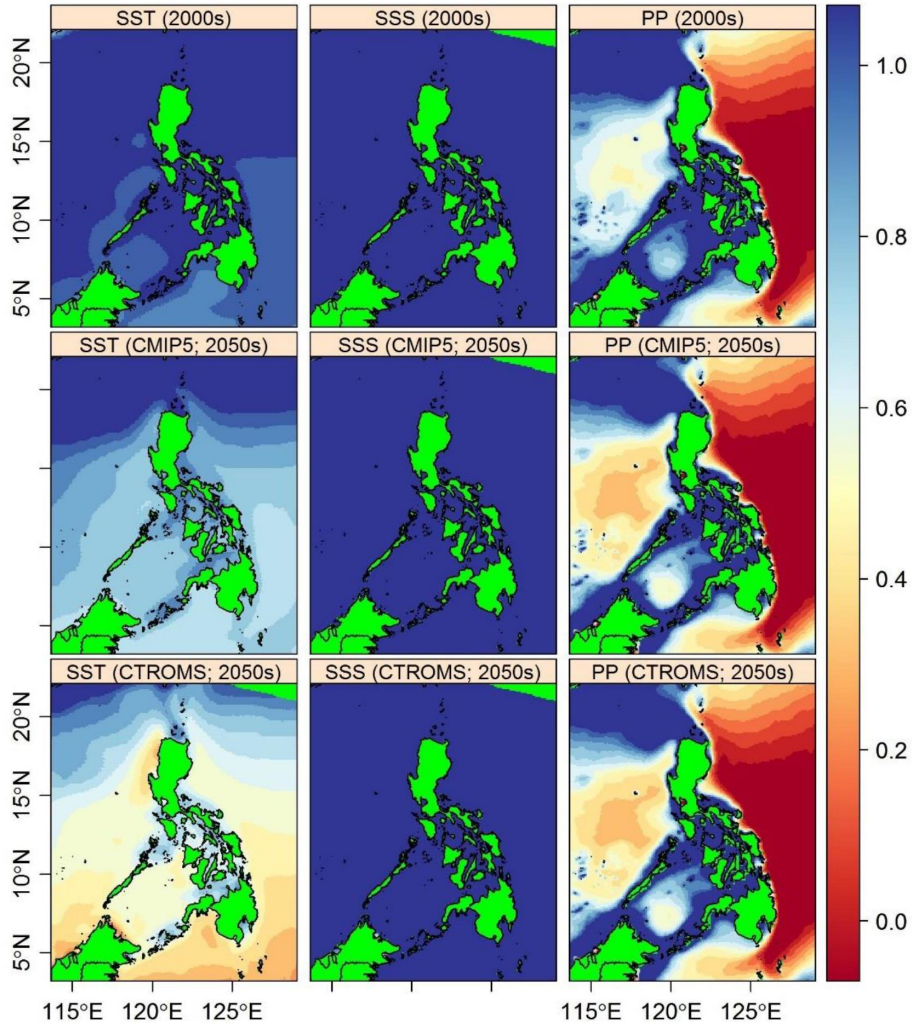 SST (2000s) SSS (2000s) PP (2000s)
20°N
15°N
10°N
5°N
1.0
0.8
0.6
0.4
0.2
0.0
SST (CMIP5; 2050s) SSS (CMIP5; 2050s) PP (CMIP5; 2050s)
SST (CTROMS; 2050s) SSS (CTROMS; 2050s) PP (CTROMS; 2050s)
20°N
15°N
10°N
5°N
115°E 120°E 125°E 115°E 120°E 125°E